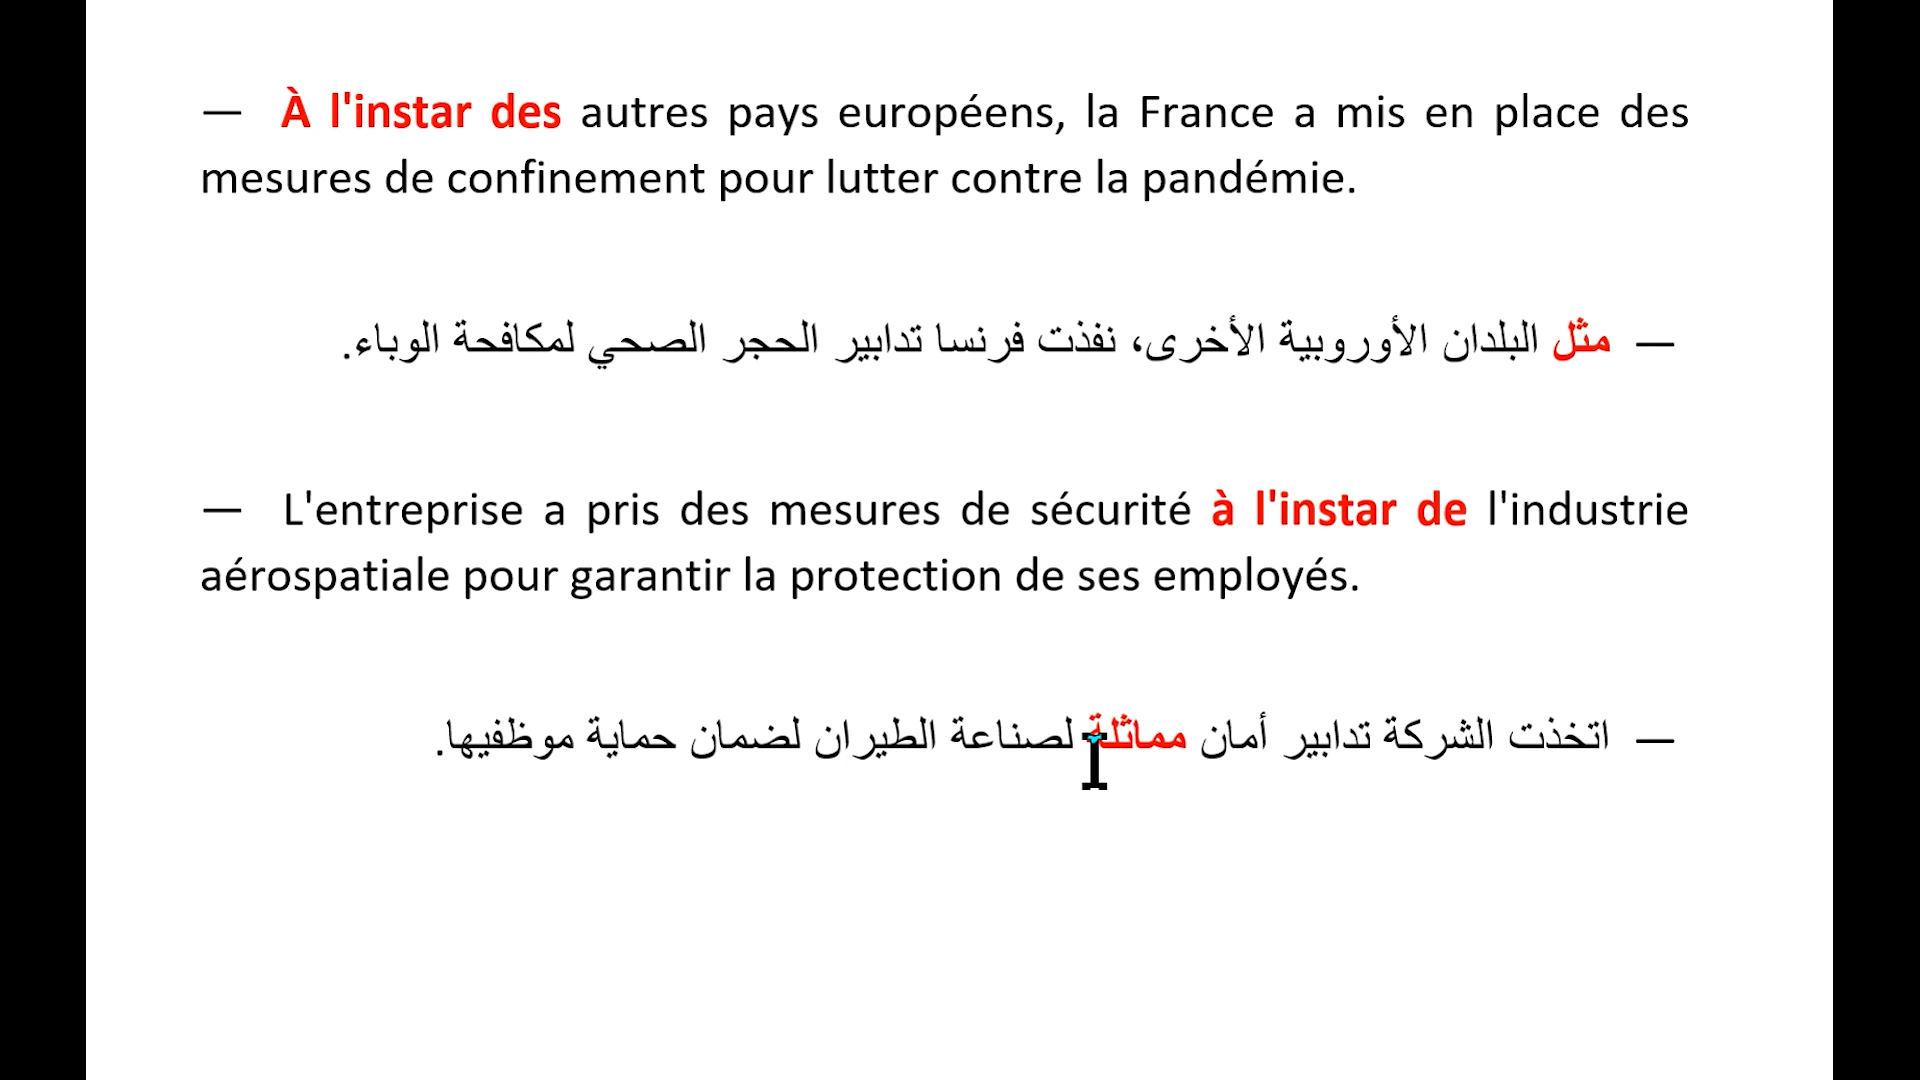 — À l'instar des autres pays européens, la France a mis en place des
mesures de confinement pour lutter contre la pandémie.
— مثل البلدان الأوروبية الأخرى، نفذت فرنسا تدابير الحجر الصحي لمكافحة الوباء.
— L'entreprise a pris des mesures de sécurité à l'instar de l'industrie
aérospatiale pour garantir la protection de ses employés.
— اتخذت الشركة تدابير أمان مماثلة لصناعة الطيران لضمان حماية موظفيها.